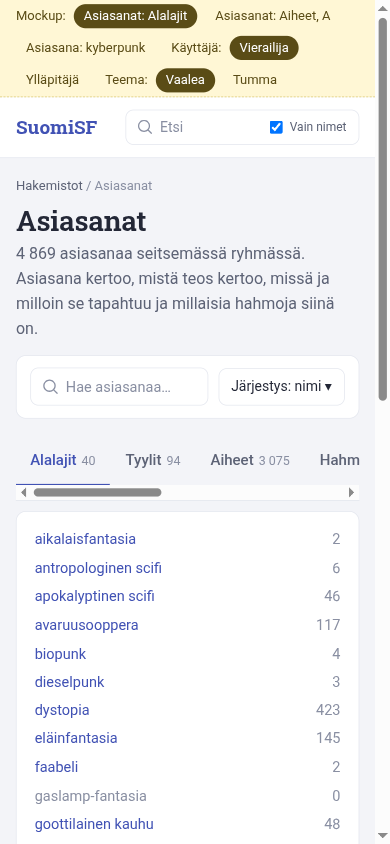 Mockup: Asiasanat: Alalajit Asiasanat: Aiheet, A
Asiasana: kyberpunk Käyttäjä: Vierailija
Ylläpitäjä Teema: Vaalea Tumma
SuomiSF Etsi Vain nimet
Hakemistot / Asiasanat
Asiasanat
4 869 asiasanaa seitsemässä ryhmässä.
Asiasana kertoo, mistä teos kertoo, missä ja
milloin se tapahtuu ja millaisia hahmoja siinä
on.
Hae asiasanaa... Järjestys: nimi ▾
Alalajit 40 Tyylit 94 Aiheet 3 075 Hahm
aikalaisfantasia 2
antropologinen scifi 6
apokalyptinen scifi 46
avaruusooppera 117
biopunk 4
dieselpunk 3
dystopia 423
eläinfantasia 145
faabeli 2
gaslamp-fantasia 0
goottilainen kauhu 48